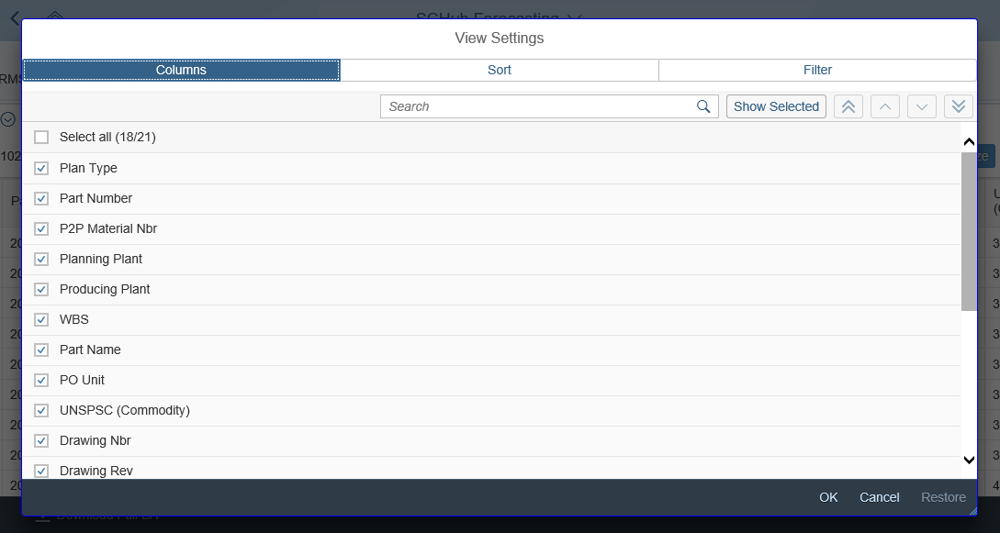 SCHub Forecasting
View Settings
Columns Sort Filter
RMS
Search Show Selected
Select all (18/21)
102
Plan Type
Part Number
P2P Material Nbr
Planning Plant
Producing Plant
WBS
Part Name
PO Unit
UNSPSC (Commodity)
Drawing Nbr
Drawing Rev
OK Cancel Restore